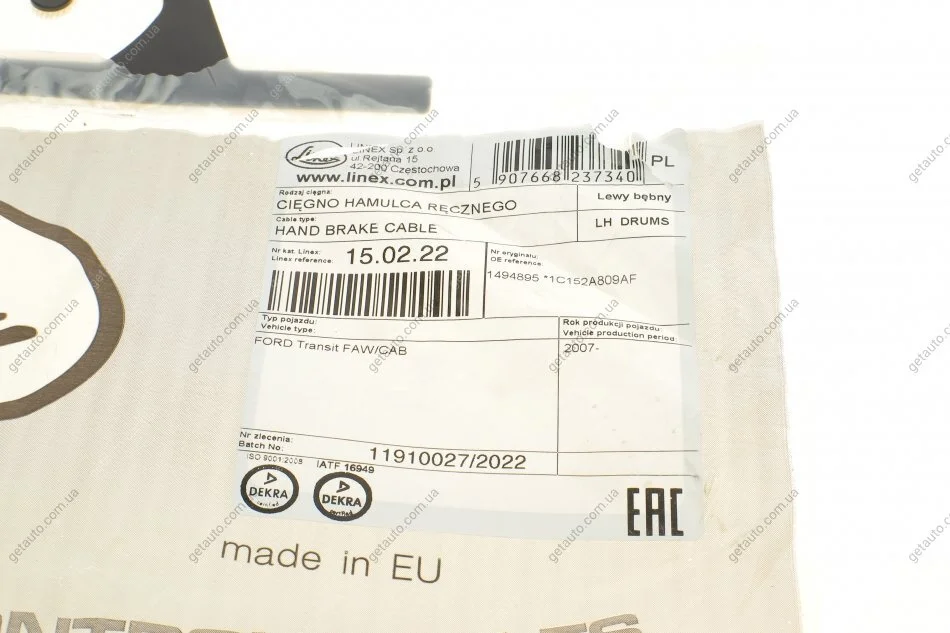 Linex
LINEX Sp. z o.o.
ul.Rejtana 15
42-200 Częstochowa
www.linex.com.pl
5 907668 237340
PL
Rodzaj cięgna:
CIĘGNO HAMULCA RĘCZNEGO
Lewy bębny
Cable type:
HAND BRAKE CABLE
LH DRUMS
Nr kat. Linex:
Linex reference:
15.02.22
Nr oryginału:
OE reference:
1494895 *1C152A809AF
Typ pojazdu:
Vehicle type:
Rok produkcji pojazdu:
Vehicle production period
FORD Transit FAW/CAB
2007-
Nr zlecenia:
Batch No:
11910027/2022
ISO 9001:2008
IATF 16949
DEKRA
certified
DEKRA
certified
EAC
made in EU
getauto.com.ua